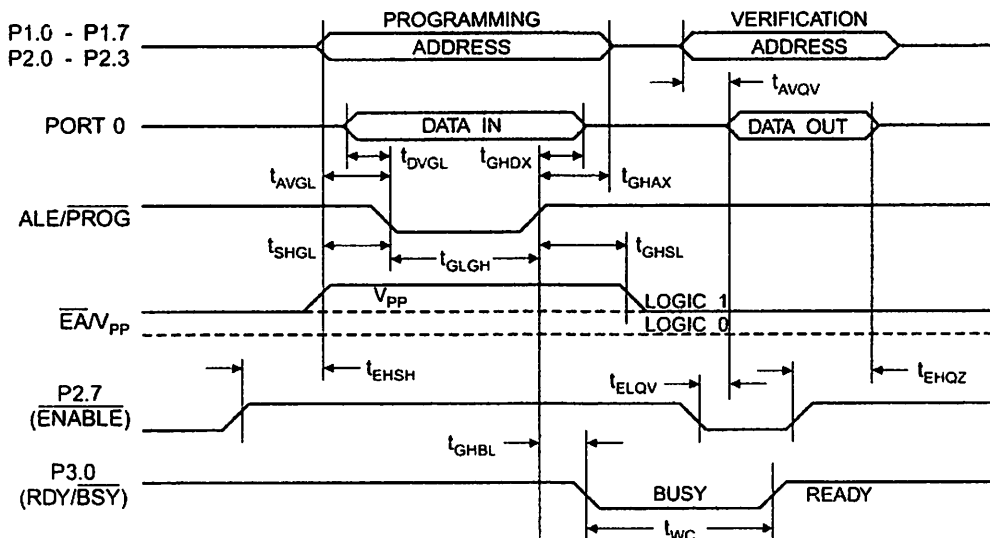 PROGRAMMING
VERIFICATION
P1.0 - P1.7
P2.0 - P2.3
ADDRESS
ADDRESS
tAVQV
PORT 0
DATA IN
DATA OUT
tDVGL
tGHDX
tAVGL
tGHAX
ALE/PROG
tSHGL
tGLGH
tGHSL
VPP
LOGIC 1
LOGIC 0
EA/VPP
tEHSH
tELQV
tEHQZ
P2.7
(ENABLE)
tGHBL
P3.0
(RDY/BSY)
BUSY
READY
tWC